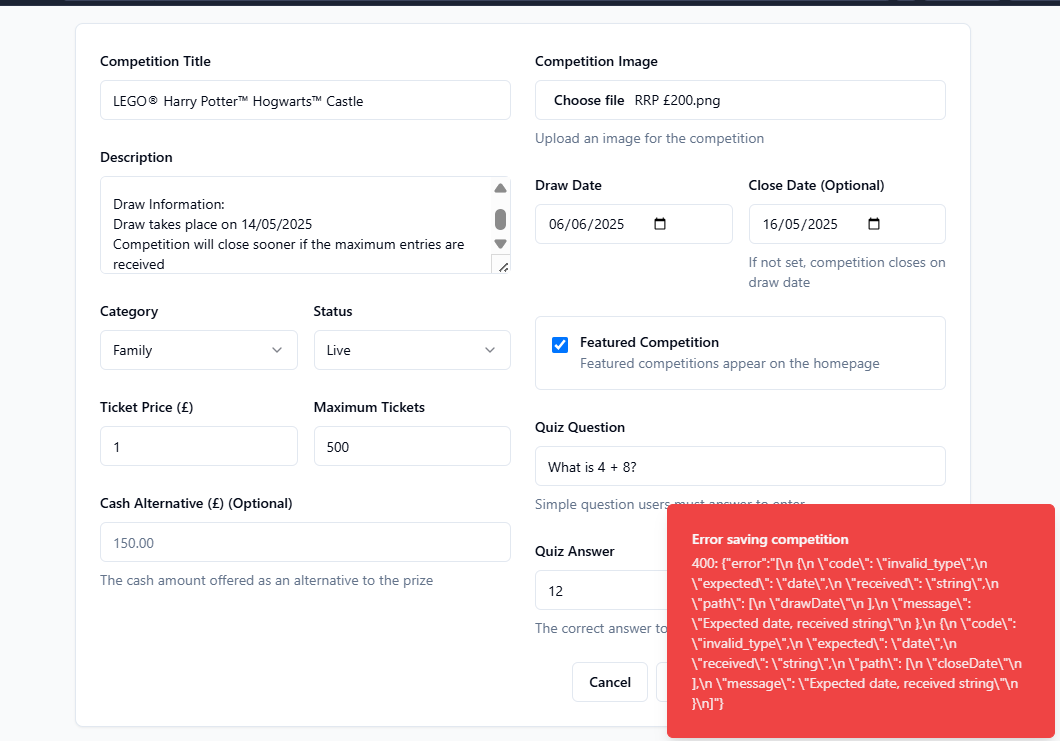 Competition Title
LEGO® Harry Potter™ Hogwarts™ Castle
Description
Draw Information:
Draw takes place on 14/05/2025
Competition will close sooner if the maximum entries are
received
Category
Status
Family
Live
Ticket Price (£)
Maximum Tickets
1
500
Cash Alternative (£) (Optional)
150.00
The cash amount offered as an alternative to the prize
Competition Image
Choose file RRP £200.png
Upload an image for the competition
Draw Date
Close Date (Optional)
06/06/2025
16/05/2025
If not set, competition closes on
draw date
Featured Competition
Featured competitions appear on the homepage
Quiz Question
What is 4 + 8?
Simple question users must answer to enter
Quiz Answer
12
The correct answer to
Cancel
Error saving competition
400: {"error":"[\n {\n \"code\": \"invalid_type\",\n
\"expected\": \"date\",\n \"received\": \"string\",\n
\"path\": [\n \"drawDate\"\n ],\n \"message\":
\"Expected date, received string\"\n },\n {\n \"code\":
\"invalid_type\",\n \"expected\": \"date\",\n
\"received\": \"string\",\n \"path\": [\n \"closeDate\"\n
],\n \"message\": \"Expected date, received string\"\n
}\n]"}